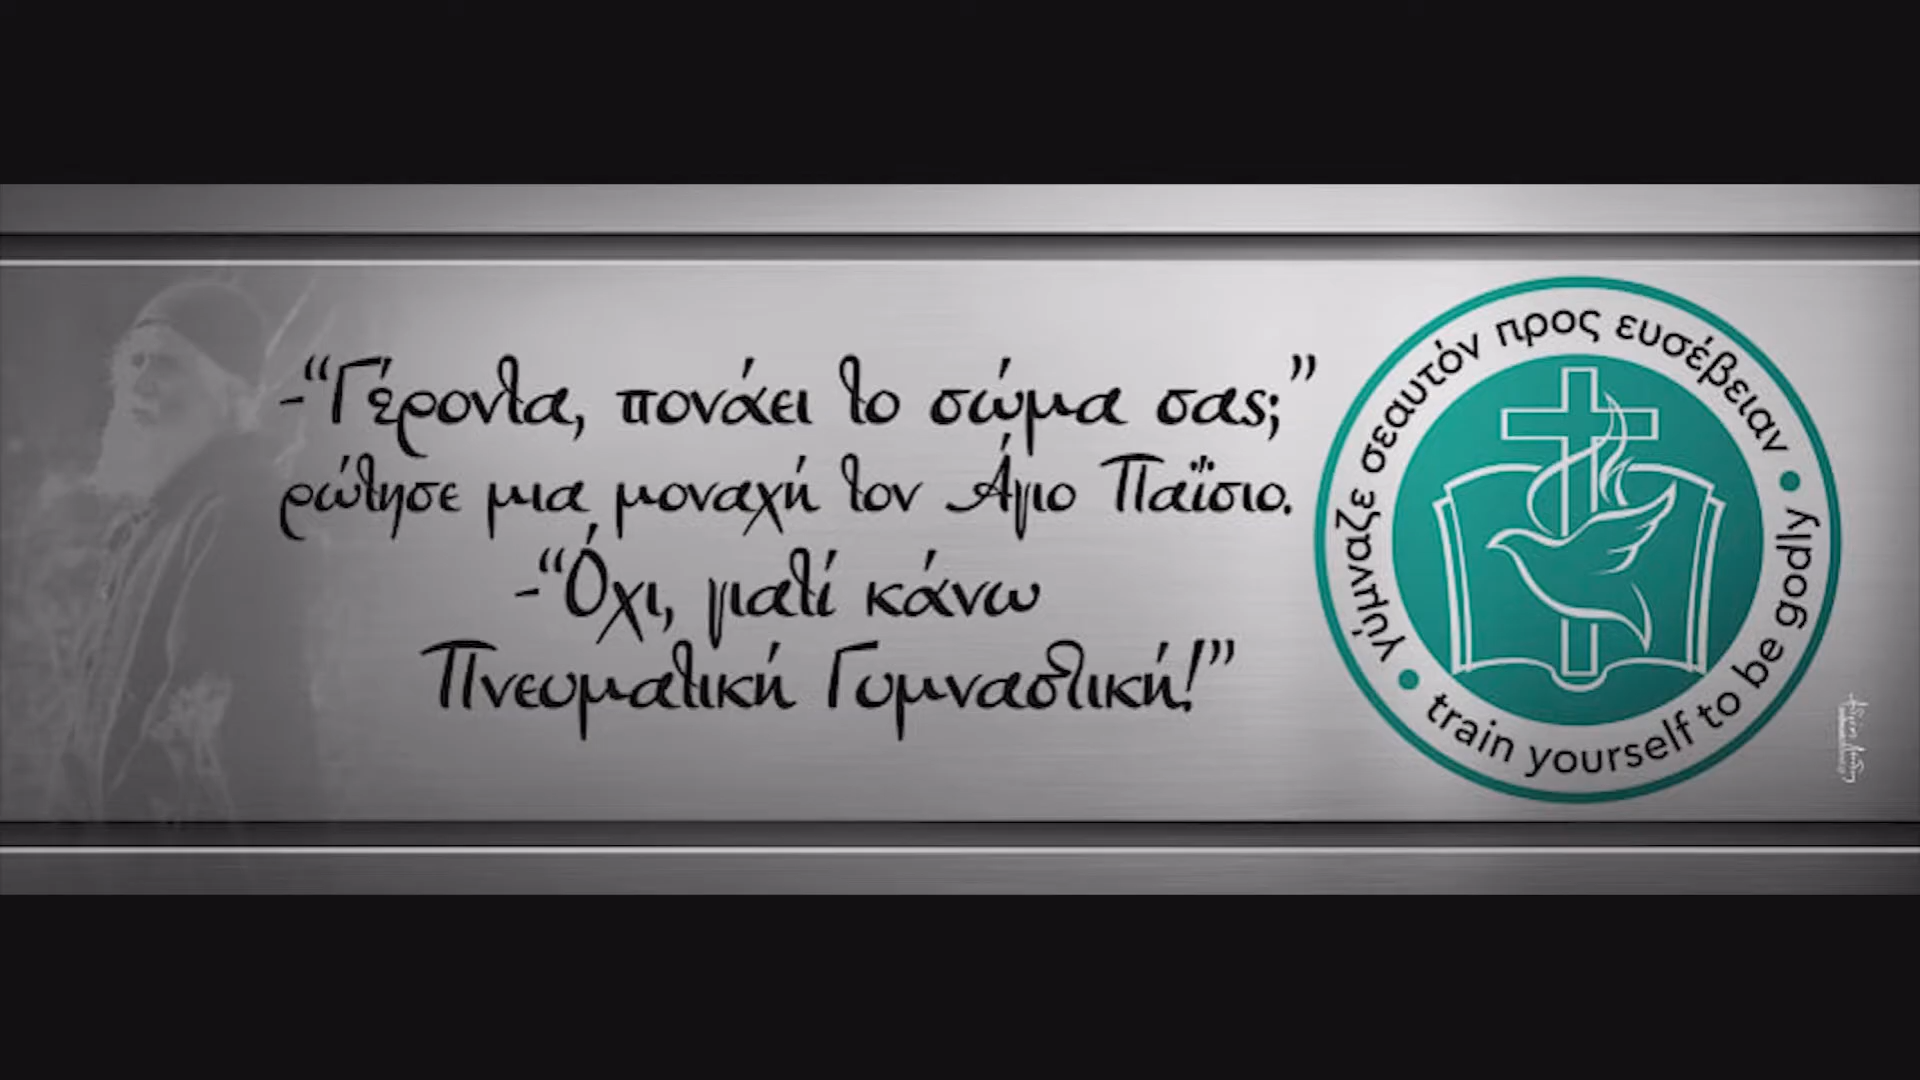 -“Γέροντα, πονάει το σώμα σας;”
ρώτησε μια μοναχή τον Άγιο Παΐσιο.
-“Όχι, γιατί κάνω
Πνευματική Γυμναστική!”
γύμναζε σεαυτόν προς ευσέβειαν
train yourself to be godly